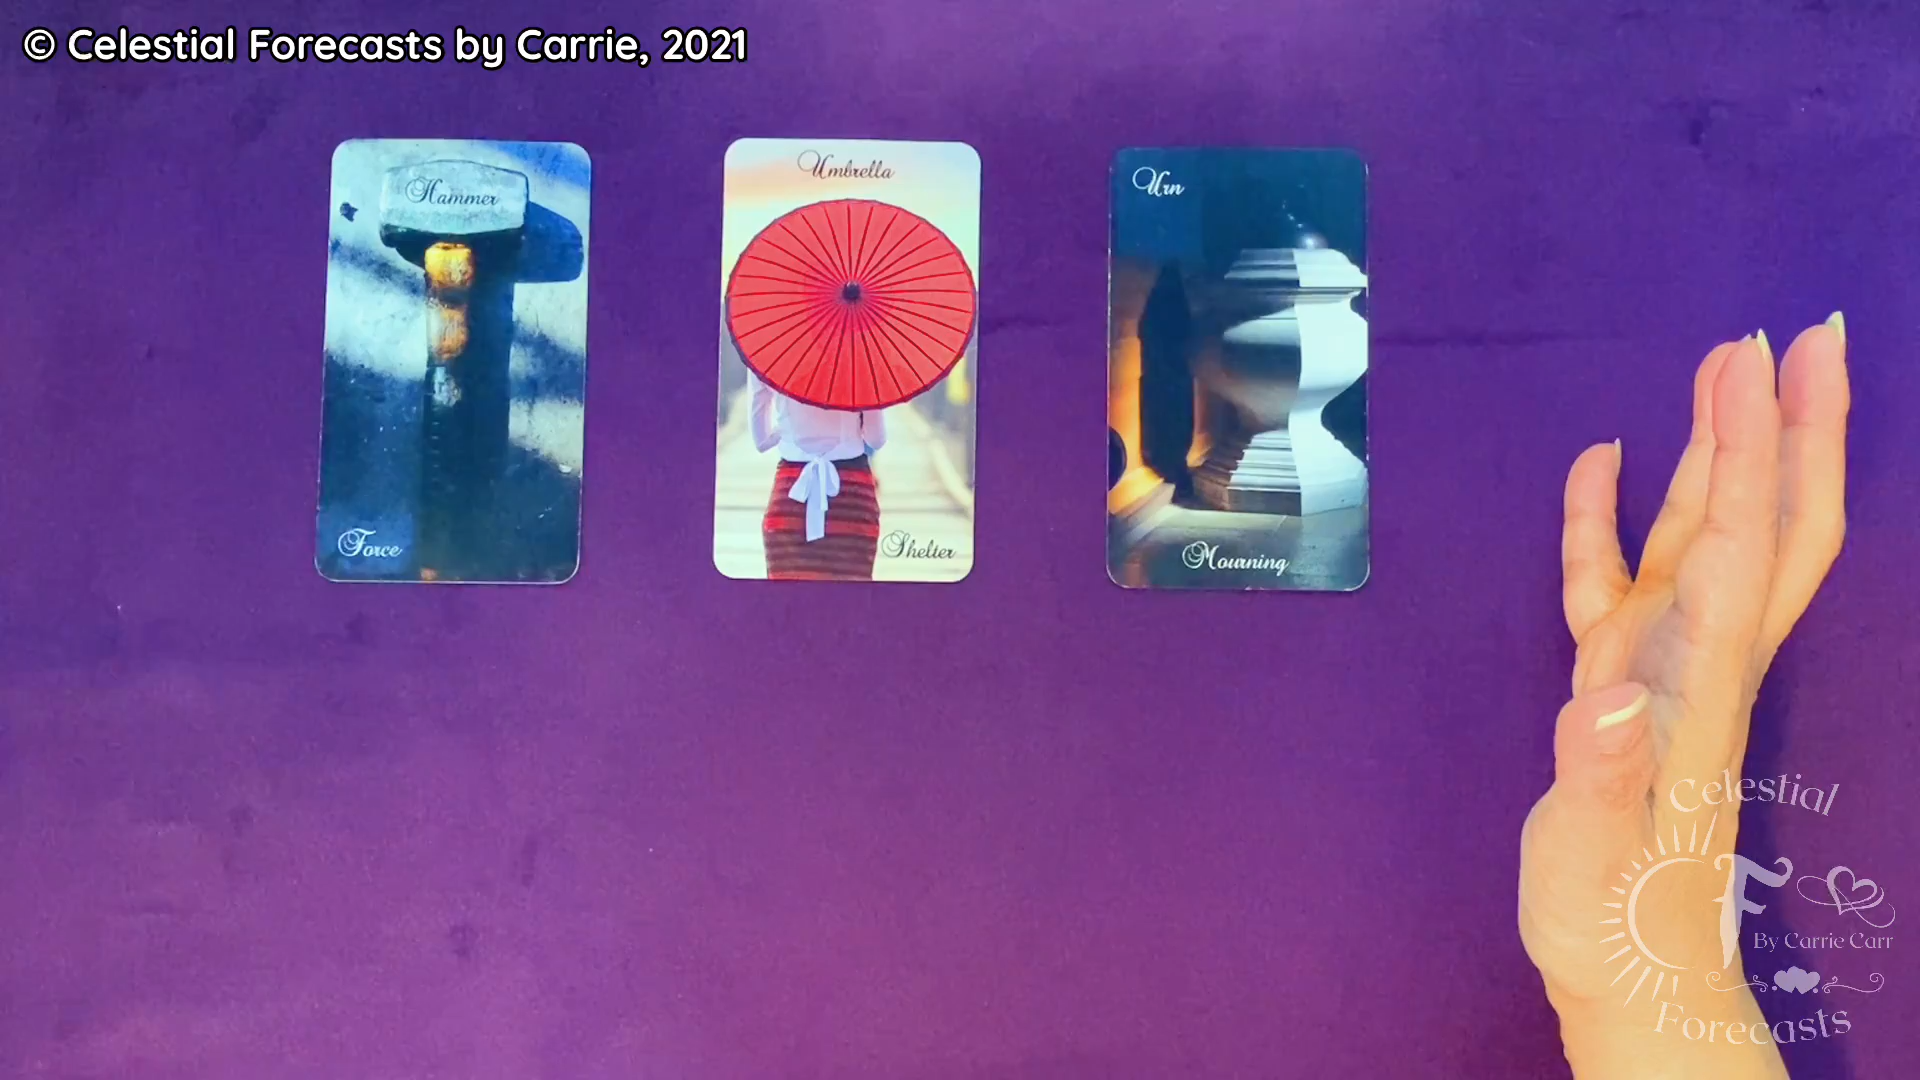 © Celestial Forecasts by Carrie, 2021
Hammer
Force
Umbrella
Shelter
Urn
Mourning
Celestial
F
By Carrie Carr
Forecasts